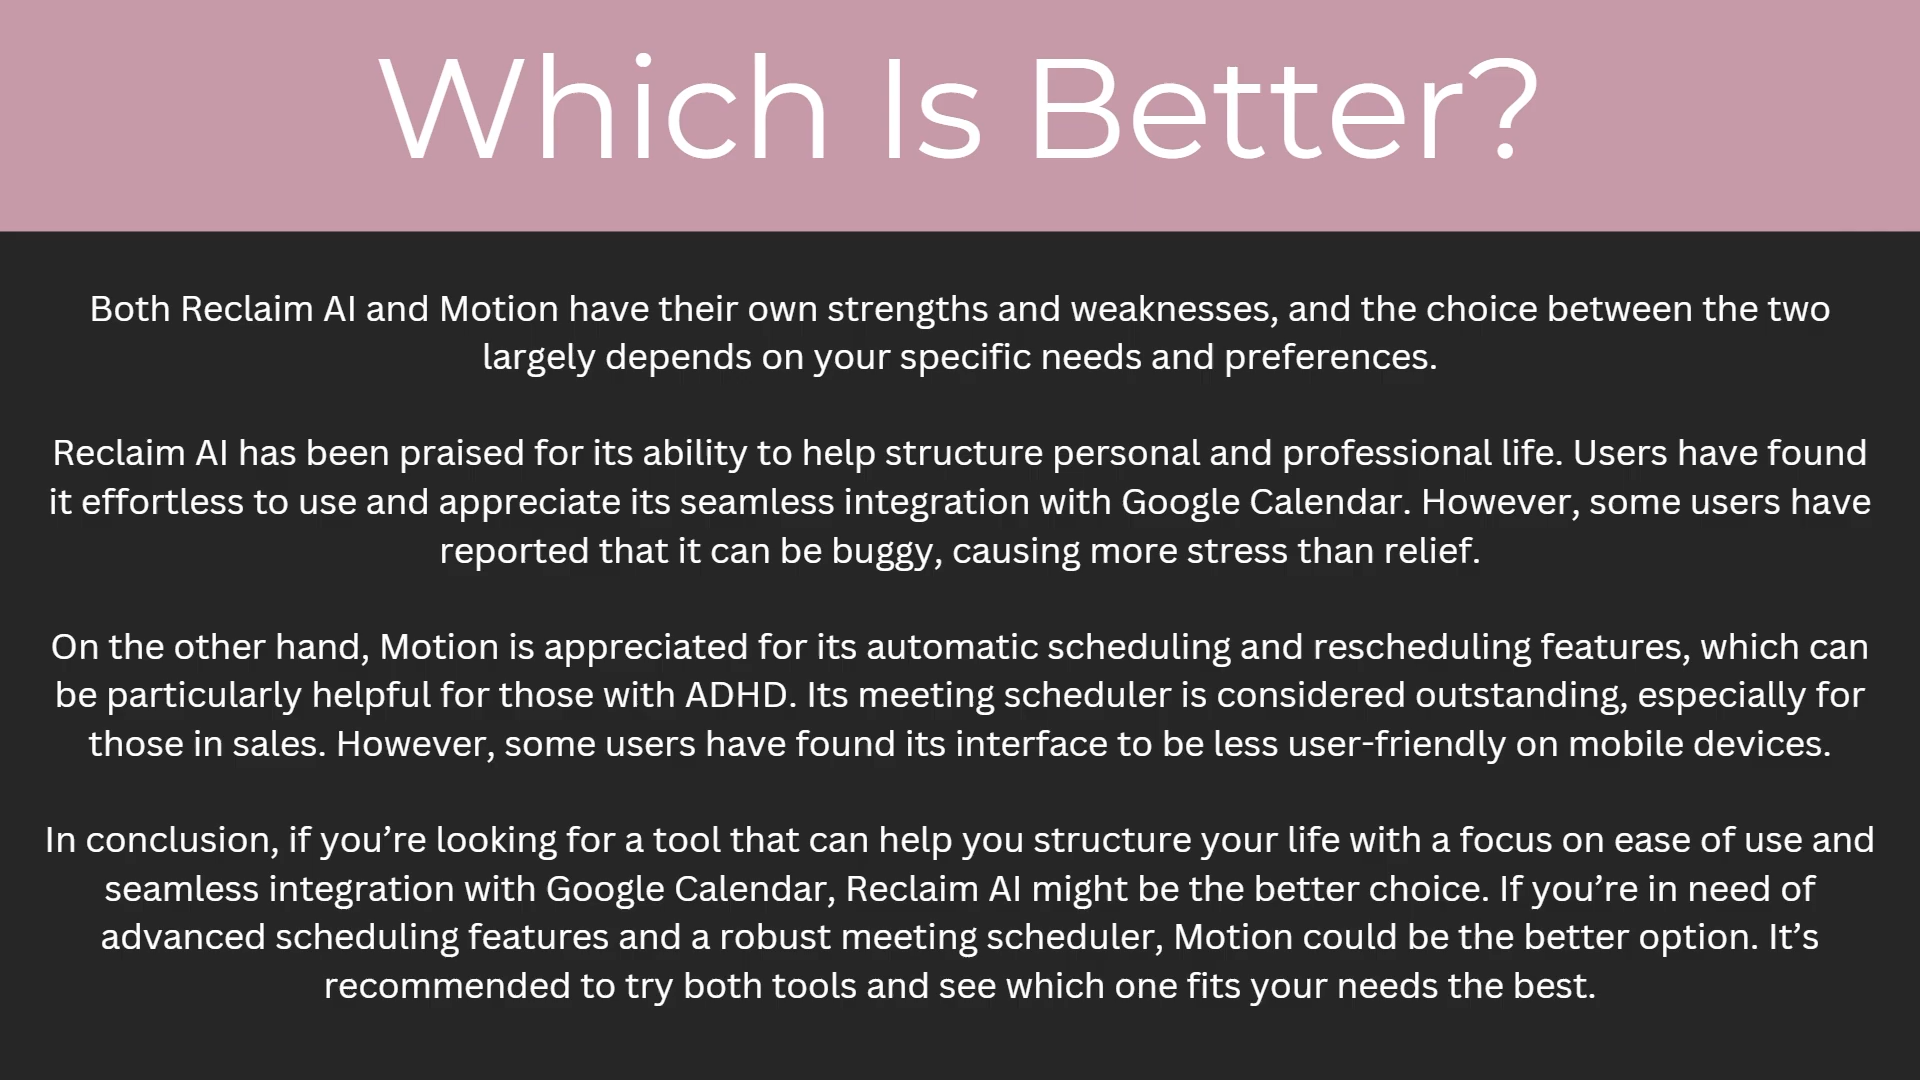 Which Is Better?
Both Reclaim AI and Motion have their own strengths and weaknesses, and the choice between the two
largely depends on your specific needs and preferences.
Reclaim AI has been praised for its ability to help structure personal and professional life. Users have found
it effortless to use and appreciate its seamless integration with Google Calendar. However, some users have
reported that it can be buggy, causing more stress than relief.
On the other hand, Motion is appreciated for its automatic scheduling and rescheduling features, which can
be particularly helpful for those with ADHD. Its meeting scheduler is considered outstanding, especially for
those in sales. However, some users have found its interface to be less user-friendly on mobile devices.
In conclusion, if you’re looking for a tool that can help you structure your life with a focus on ease of use and
seamless integration with Google Calendar, Reclaim AI might be the better choice. If you’re in need of
advanced scheduling features and a robust meeting scheduler, Motion could be the better option. It’s
recommended to try both tools and see which one fits your needs the best.